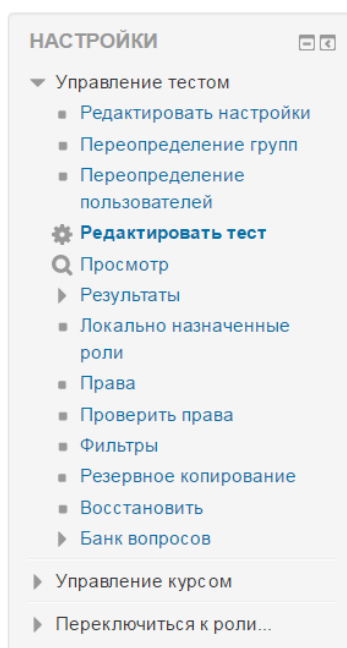 НАСТРОЙКИ
Управление тестом
Редактировать настройки
Переопределение групп
Переопределение
пользователей
Редактировать тест
Просмотр
Результаты
Локально назначенные
роли
Права
Проверить права
Фильтры
Резервное копирование
Восстановить
Банк вопросов
Управление курсом
Переключиться к роли...